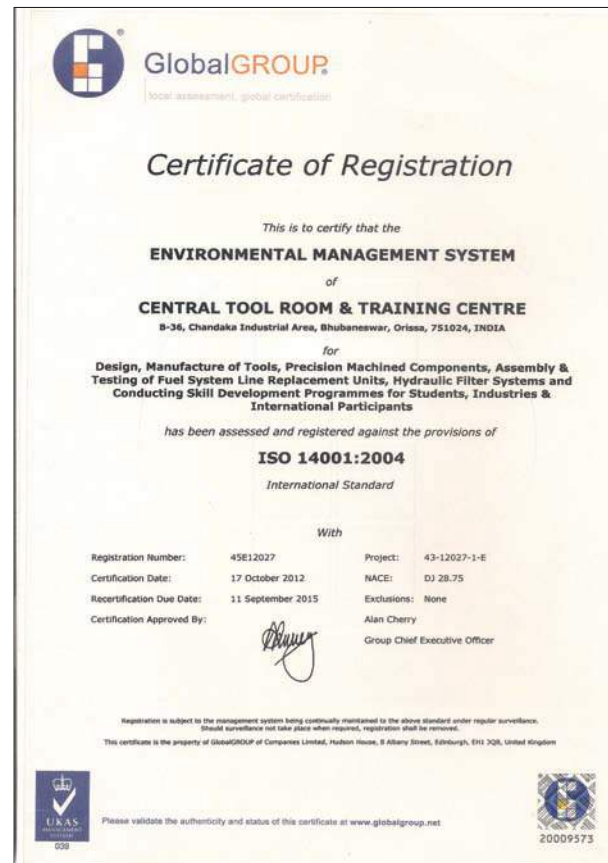 GlobalGROUP®
local assessment, global certification
Certificate of Registration
This is to certify that the
ENVIRONMENTAL MANAGEMENT SYSTEM
of
CENTRAL TOOL ROOM & TRAINING CENTRE
B-36, Chandaka Industrial Area, Bhubaneswar, Orissa, 751024, INDIA
for
Design, Manufacture of Tools, Precision Machined Components, Assembly &
Testing of Fuel System Line Replacement Units, Hydraulic Filter Systems and
Conducting Skill Development Programmes for Students, Industries &
International Participants
has been assessed and registered against the provisions of
ISO 14001:2004
International Standard
With
Registration Number: 45E12027 Project: 43-12027-1-E
Certification Date: 17 October 2012 NACE: DJ 28.75
Recertification Due Date: 11 September 2015 Exclusions: None
Certification Approved By: Alan Cherry
Group Chief Executive Officer
Registration is subject to the management system being continually maintained to the above standard under regular surveillance.
Should surveillance not take place when required, registration shall be removed.
This certificate is the property of GlobalGROUP of Companies Limited, Hudson House, 8 Albany Street, Edinburgh, EH1 3QB, United Kingdom
UKAS
MANAGEMENT
SYSTEMS
039
Please validate the authenticity and status of this certificate at www.globalgroup.net
20009573